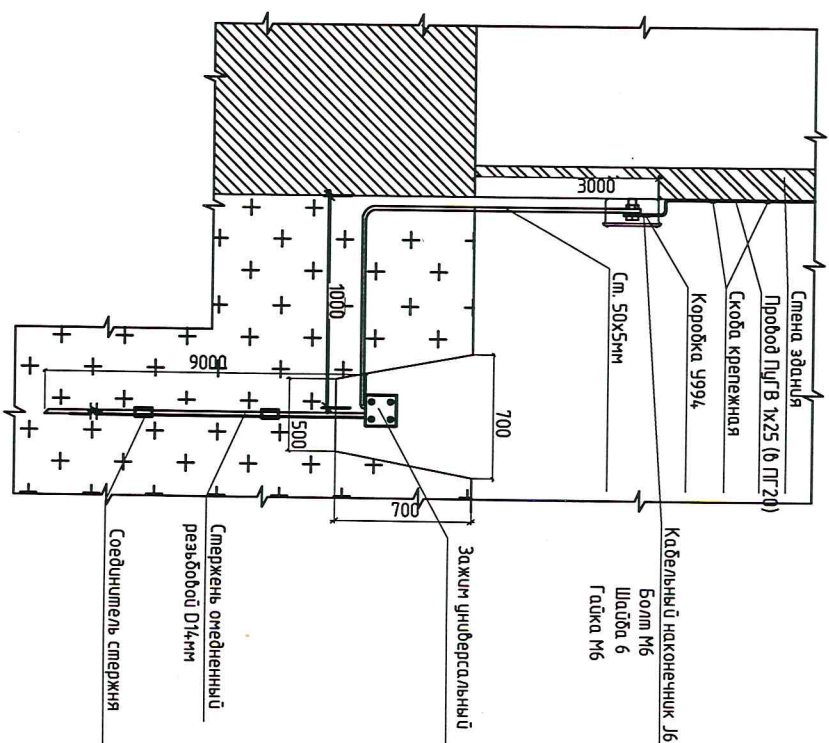 Стена здания
Провод ПуГВ 1х25 (в ПГ20)
Скоба крепежная
Коробка У994
Ст. 50х5мм
3000
1000
9000
500
700
700
Кабельный наконечник J6
Болт М6
Шайба 6
Гайка М6
Зажим универсальный
Стержень омедненный
резьбовой D14мм
Соединитель стержня